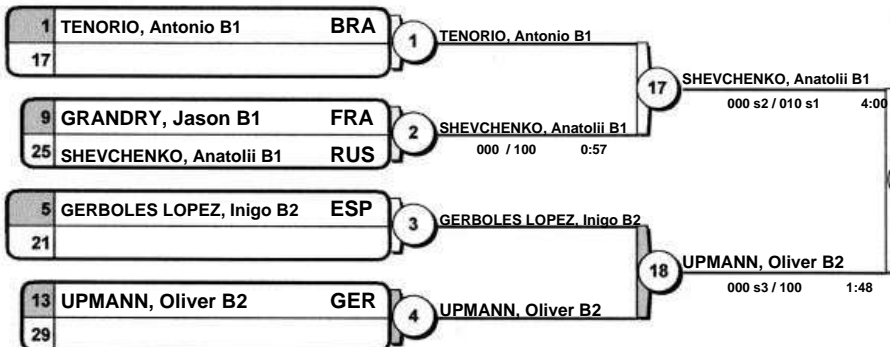 1 TENORIO, Antonio B1 BRA
17
1
TENORIO, Antonio B1
9 GRANDRY, Jason B1 FRA
25 SHEVCHENKO, Anatolii B1 RUS
2
SHEVCHENKO, Anatolii B1
000 / 100 0:57
17
SHEVCHENKO, Anatolii B1
000 s2 / 010 s1 4:00
5 GERBOLES LOPEZ, Inigo B2 ESP
21
3
GERBOLES LOPEZ, Inigo B2
13 UPMANN, Oliver B2 GER
29
4
UPMANN, Oliver B2
18
UPMANN, Oliver B2
000 s3 / 100 1:48